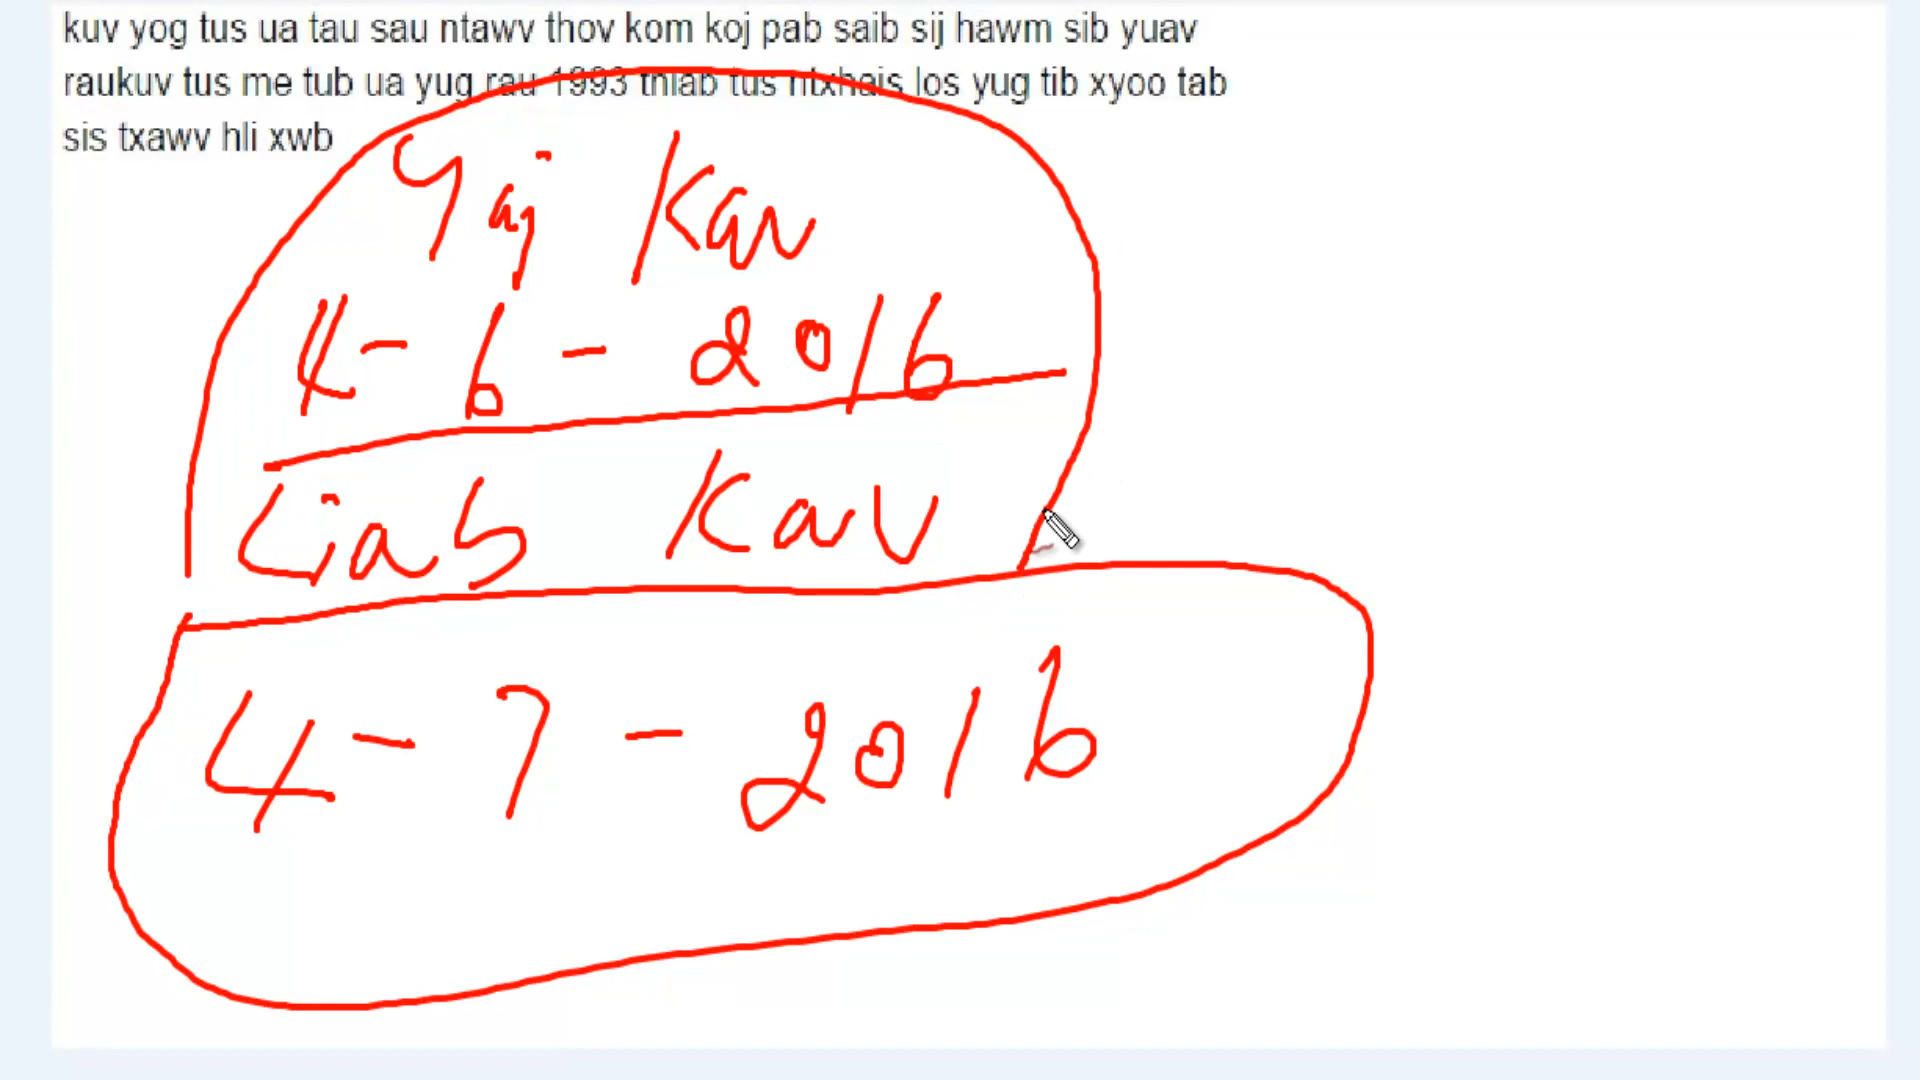 kuv yog tus ua tau sau ntawv thov kom koj pab saib sij hawm sib yuav
raukuv tus me tub ua yug rau 1993 thiab tus ntxhais los yug tib xyoo tab
sis txawv hli xwb
Yaj Kav
4-6-2016
Liab Kav
4-7-2016